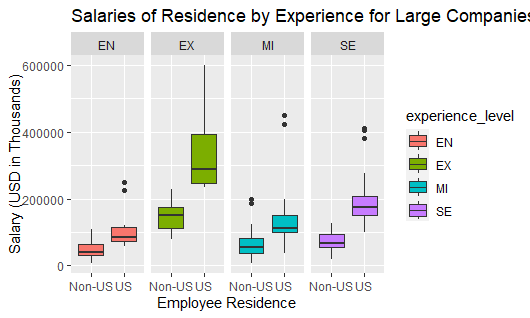 Salaries of Residence by Experience for Large Companies
EN EX MI SE
Salary (USD in Thousands)
600000
400000
200000
0
Non-US US Non-US US Non-US US Non-US US
Employee Residence
experience_level
EN
EX
MI
SE